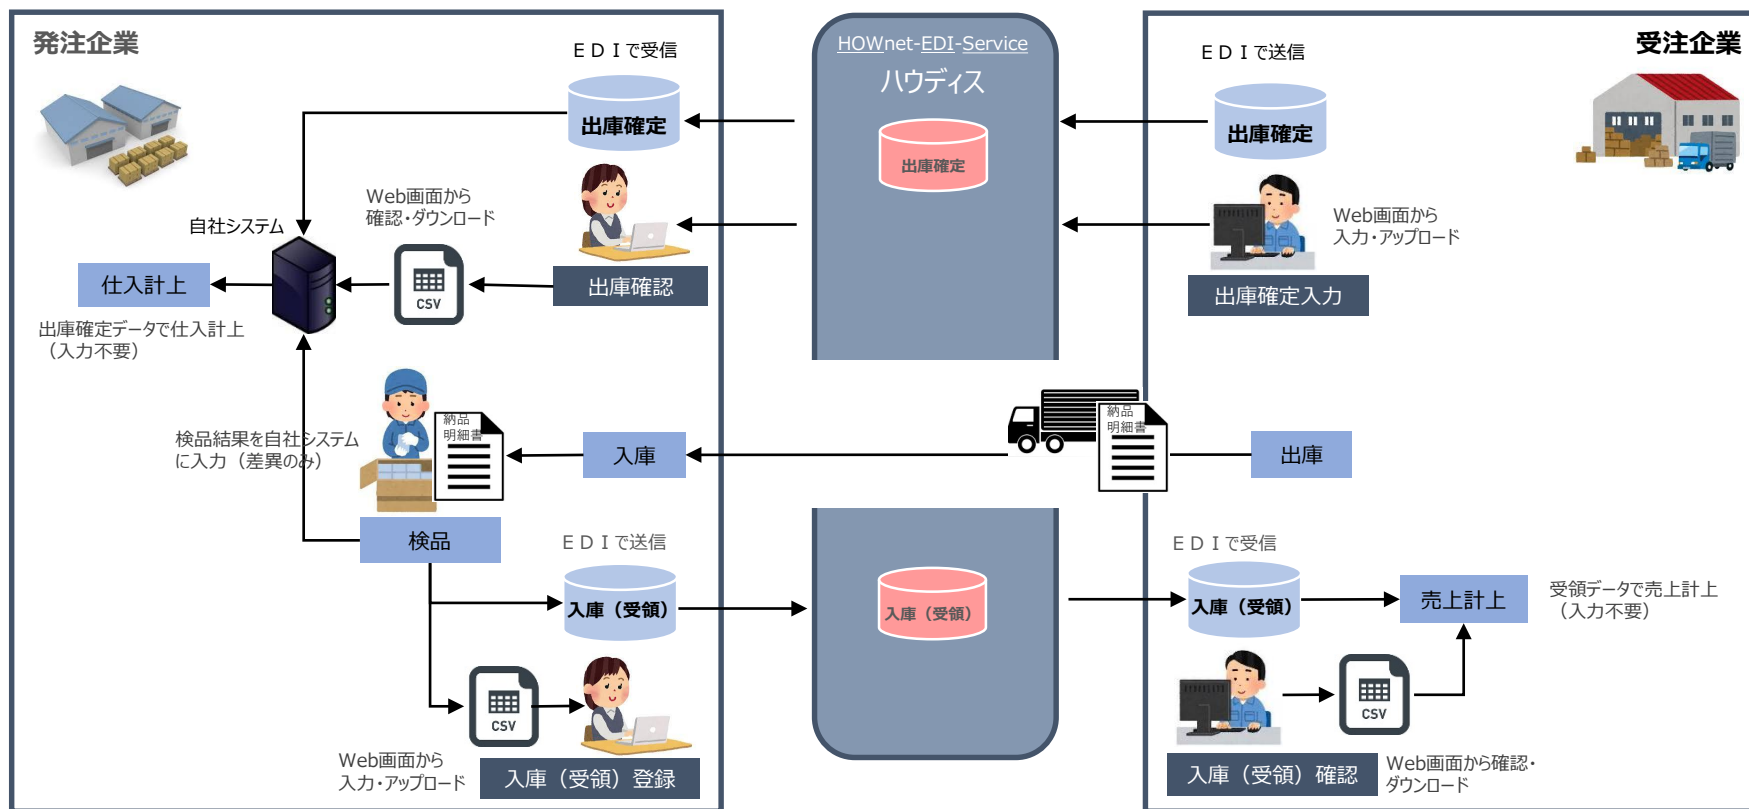 発注企業
ＥＤＩで受信
出庫確定
Web画面から
確認・ダウンロード
自社システム
仕入計上
CSV
出庫確認
出庫確定データで仕入計上
（入力不要）
HOWnet-EDI-Service
ハウディス
出庫確定
受注企業
ＥＤＩで送信
出庫確定
Web画面から
入力・アップロード
出庫確定入力
納品
明細書
検品結果を自社システム
に入力（差異のみ）
入庫
納品
明細書
出庫
検品
ＥＤＩで送信
入庫（受領）
CSV
Web画面から
入力・アップロード
入庫（受領）登録
入庫（受領）
ＥＤＩで受信
入庫（受領）
売上計上
受領データで売上計上
（入力不要）
CSV
入庫（受領）確認
Web画面から確認・
ダウンロード